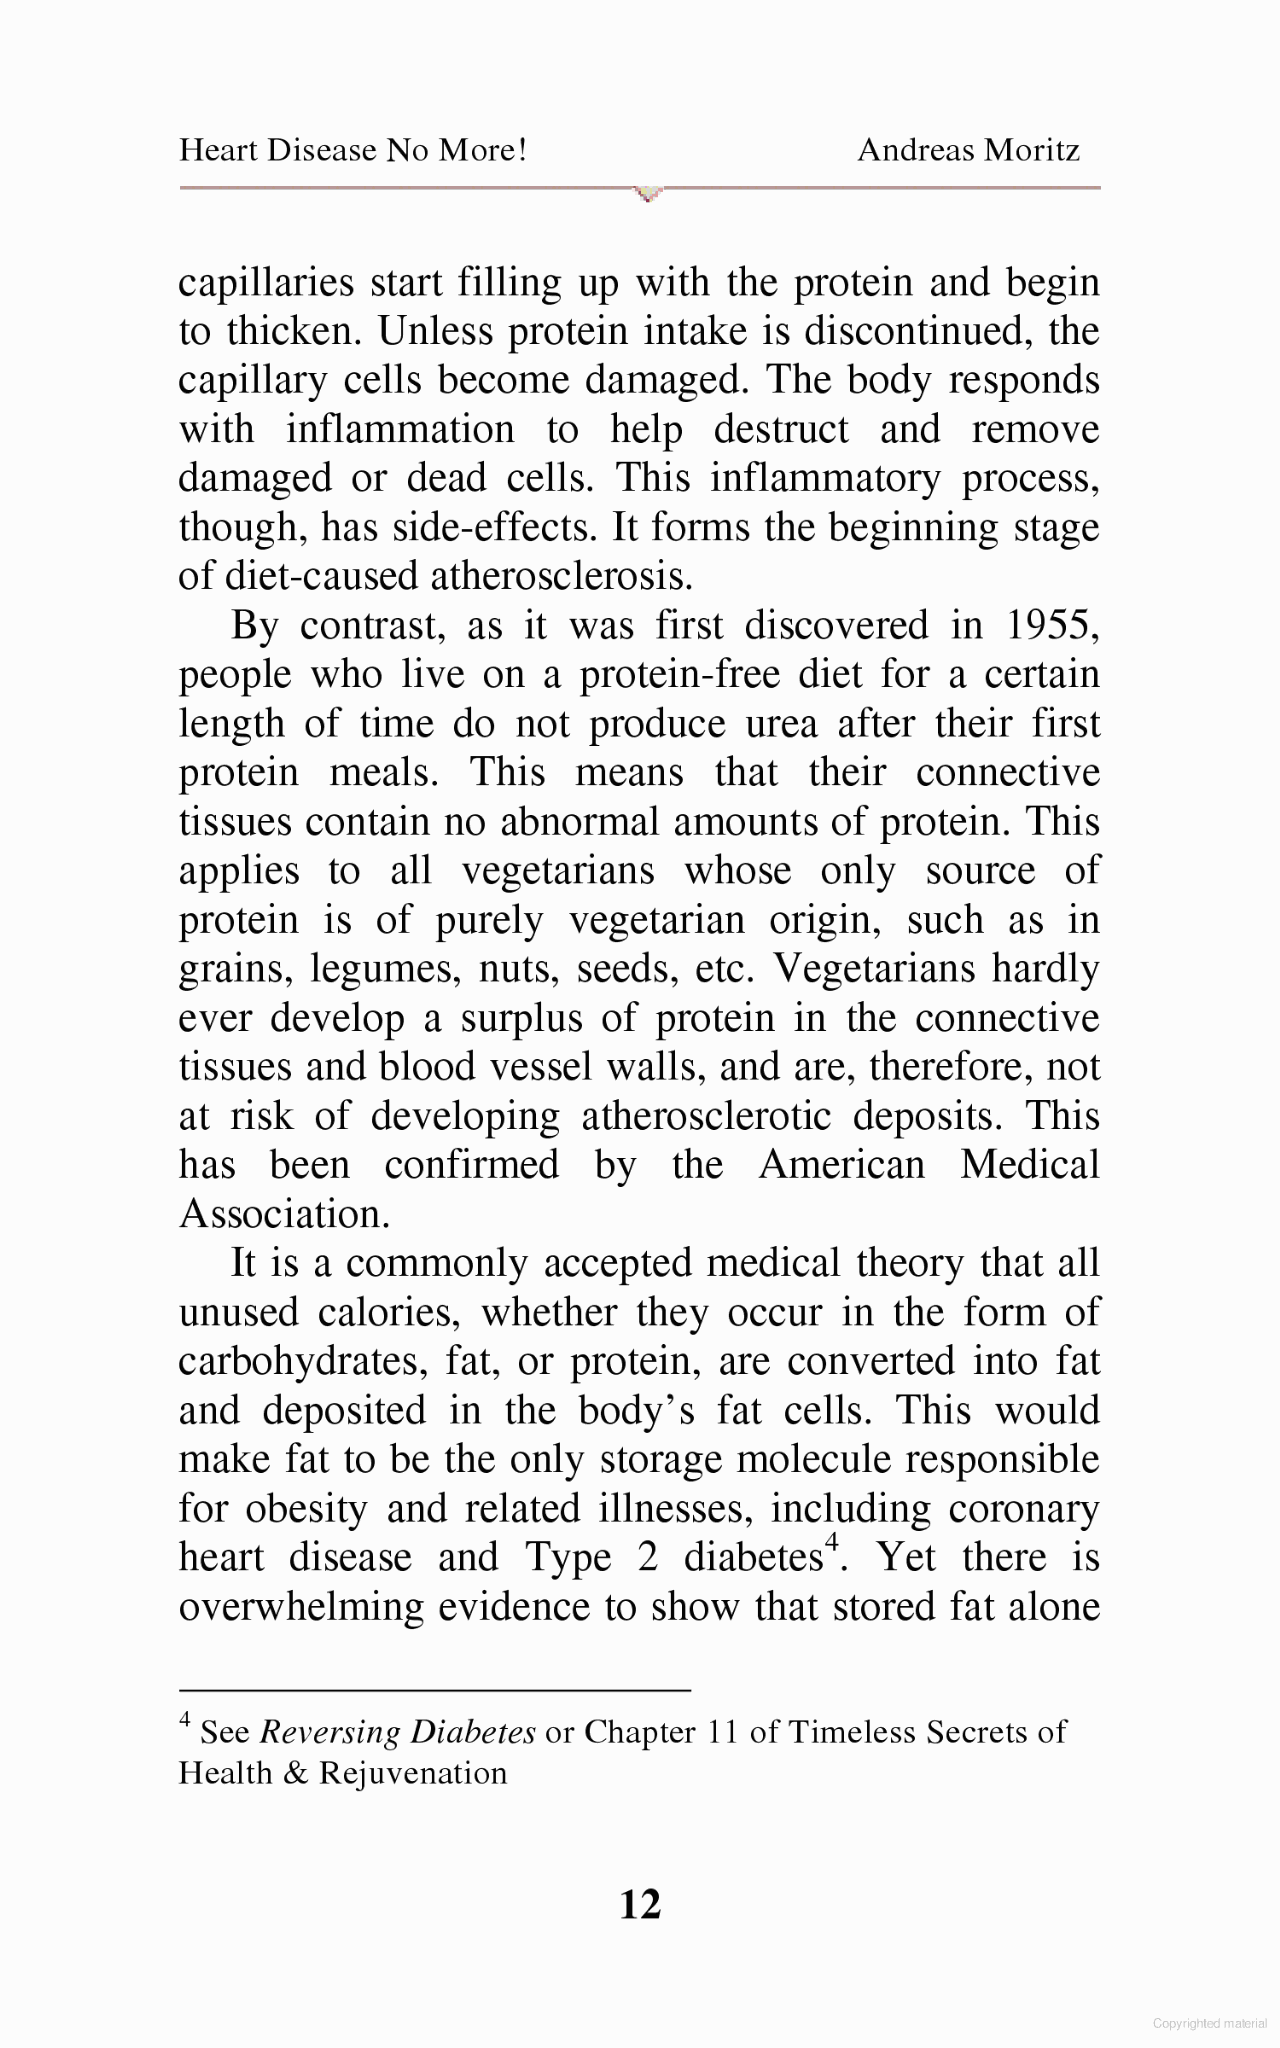 Heart Disease No More! Andreas Moritz
capillaries start filling up with the protein and begin
to thicken. Unless protein intake is discontinued, the
capillary cells become damaged. The body responds
with inflammation to help destruct and remove
damaged or dead cells. This inflammatory process,
though, has side-effects. It forms the beginning stage
of diet-caused atherosclerosis.
By contrast, as it was first discovered in 1955,
people who live on a protein-free diet for a certain
length of time do not produce urea after their first
protein meals. This means that their connective
tissues contain no abnormal amounts of protein. This
applies to all vegetarians whose only source of
protein is of purely vegetarian origin, such as in
grains, legumes, nuts, seeds, etc. Vegetarians hardly
ever develop a surplus of protein in the connective
tissues and blood vessel walls, and are, therefore, not
at risk of developing atherosclerotic deposits. This
has been confirmed by the American Medical
Association.
It is a commonly accepted medical theory that all
unused calories, whether they occur in the form of
carbohydrates, fat, or protein, are converted into fat
and deposited in the body’s fat cells. This would
make fat to be the only storage molecule responsible
for obesity and related illnesses, including coronary
heart disease and Type 2 diabetes⁴. Yet there is
overwhelming evidence to show that stored fat alone
⁴ See Reversing Diabetes or Chapter 11 of Timeless Secrets of
Health & Rejuvenation
12
Copyrighted material